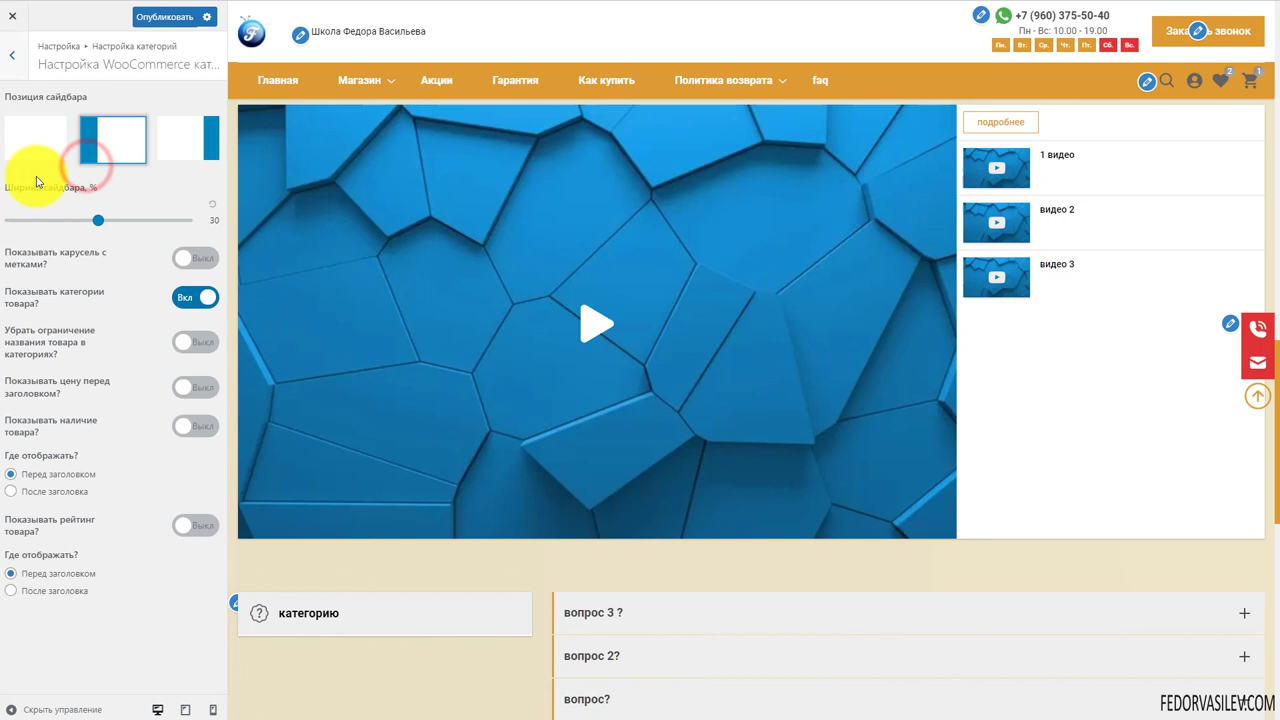 Опубликовать
Настройка ▸ Настройка категорий
Настройка WooCommerce кат...
Позиция сайдбара
сайдбара, %
30
Показывать карусель с
метками?
Выкл
Показывать категории
товара?
Вкл
Убрать ограничение
названия товара в
категориях?
Выкл
Показывать цену перед
заголовком?
Выкл
Показывать наличие
товара?
Выкл
Где отображать?
Перед заголовком
После заголовка
Показывать рейтинг
товара?
Выкл
Где отображать?
Перед заголовком
После заголовка
Скрыть управление
Школа Федора Васильева
+7 (960) 375-50-40
Пн - Вс: 10.00 - 19.00
Пн. Вт. Ср. Чт. Пт. Сб. Вс.
звонок
Главная Магазин Акции Гарантия Как купить Политика возврата faq
2 1
подробнее
1 видео
видео 2
видео 3
категорию
вопрос 3 ?
вопрос 2?
вопрос?
FEDORVASILEV.COM